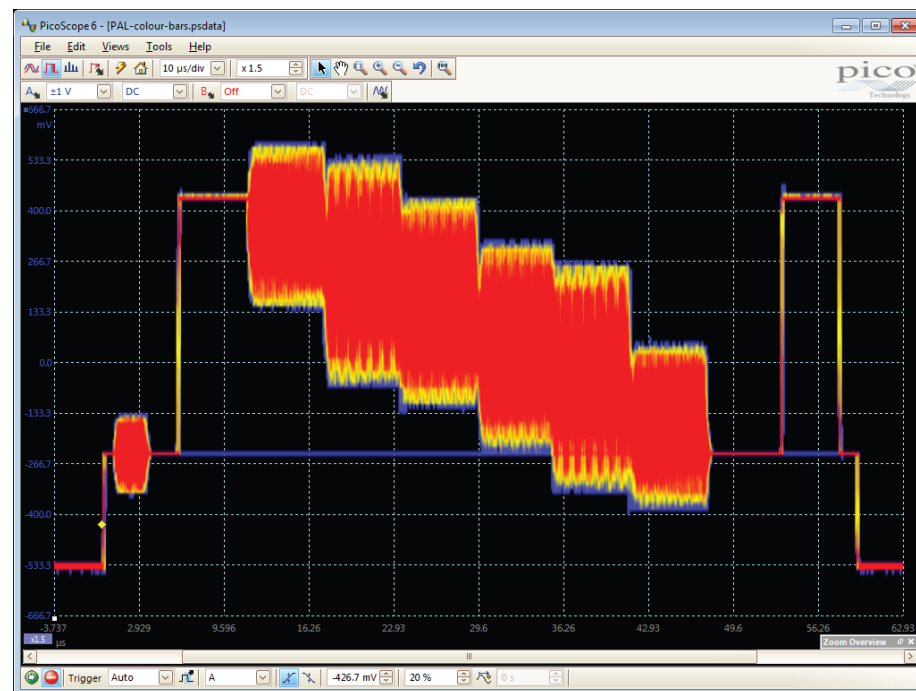 PicoScope 6 - [PAL-colour-bars.psdata]
File Edit Views Tools Help
10 µs/div x 1.5
pico
Technology
A ±1 V DC B Off DC
666.7
mV
533.3
400.0
266.7
133.3
0.0
-133.3
-266.7
-400.0
-533.3
-666.7
-3.737 2.929 9.596 16.26 22.93 29.6 36.26 42.93 49.6 56.26 62.93
x1.5 µs
Zoom Overview
Trigger Auto A -426.7 mV 20 % 0 s